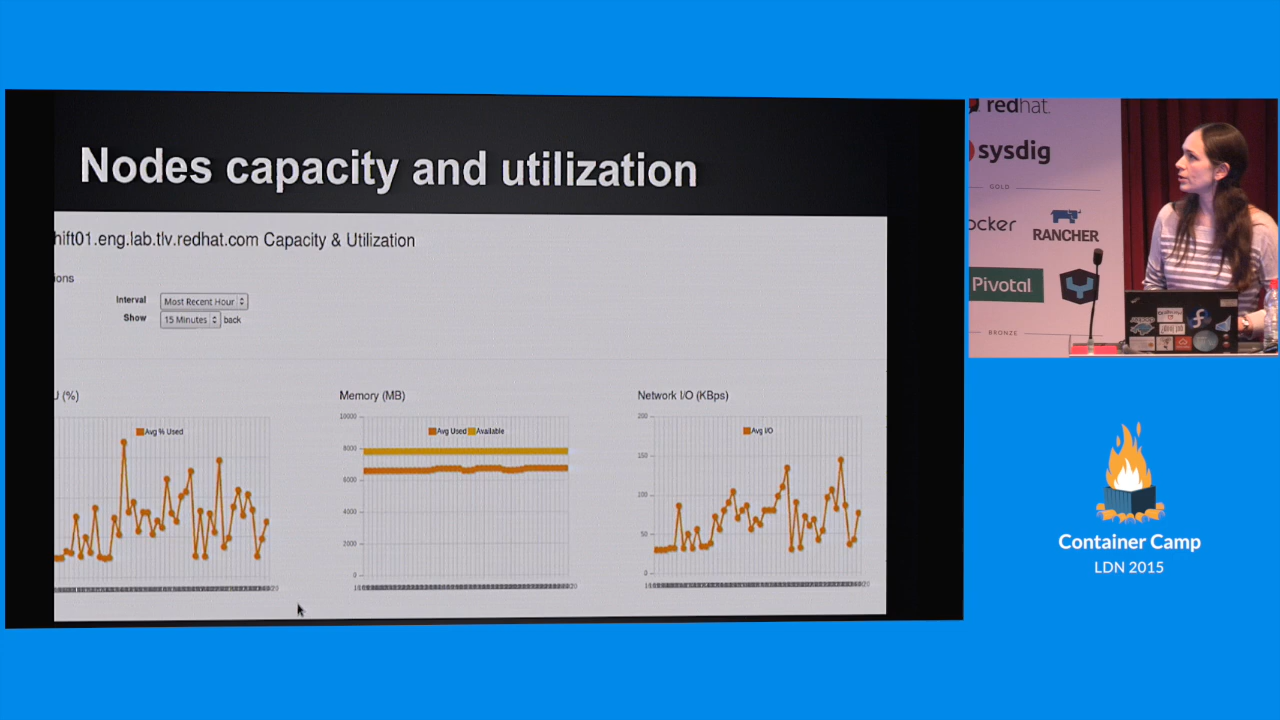 Nodes capacity and utilization
hift01.eng.lab.tlv.redhat.com Capacity & Utilization
ions
Interval Most Recent Hour
Show 15 Minutes back
U (%)
Avg % Used
Memory (MB)
10000
8000
6000
4000
2000
0
Avg Used Available
Network I/O (KBps)
200
150
100
50
0
Avg I/O
redhat.
sysdig
GOLD
ocker
RANCHER
Pivotal
BRONZE
Container Camp
LDN 2015